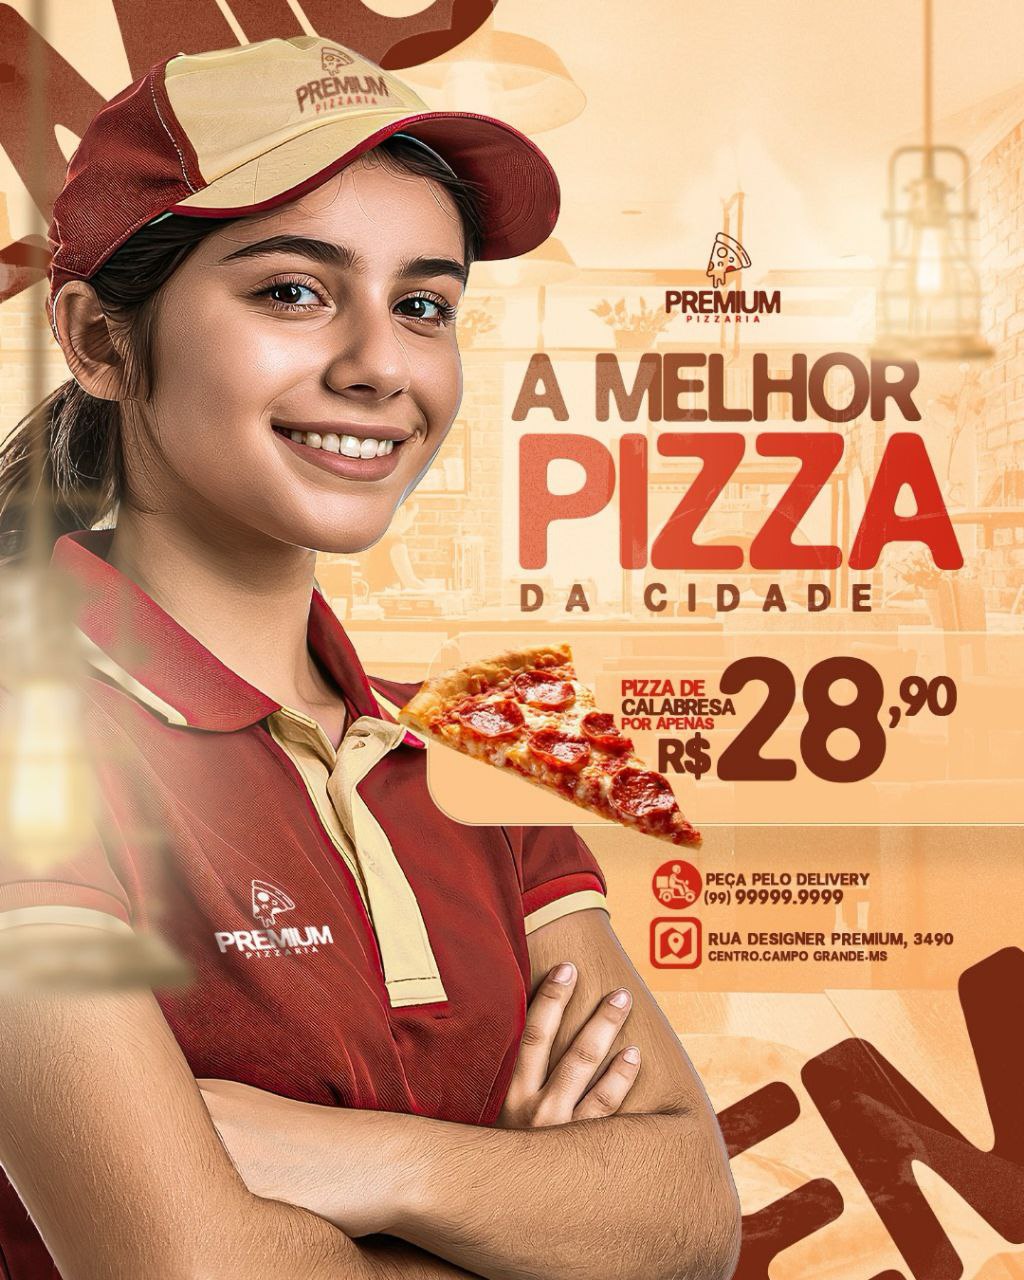 PREMIUM
PIZZARIA
PREMIUM
PIZZARIA
A MELHOR
PIZZA
DA CIDADE
PIZZA DE
CALABRESA
POR APENAS
R$28,90
PEÇA PELO DELIVERY
(99) 99999.9999
RUA DESIGNER PREMIUM, 3490
CENTRO.CAMPO GRANDE-MS
PREMIUM
PIZZARIA